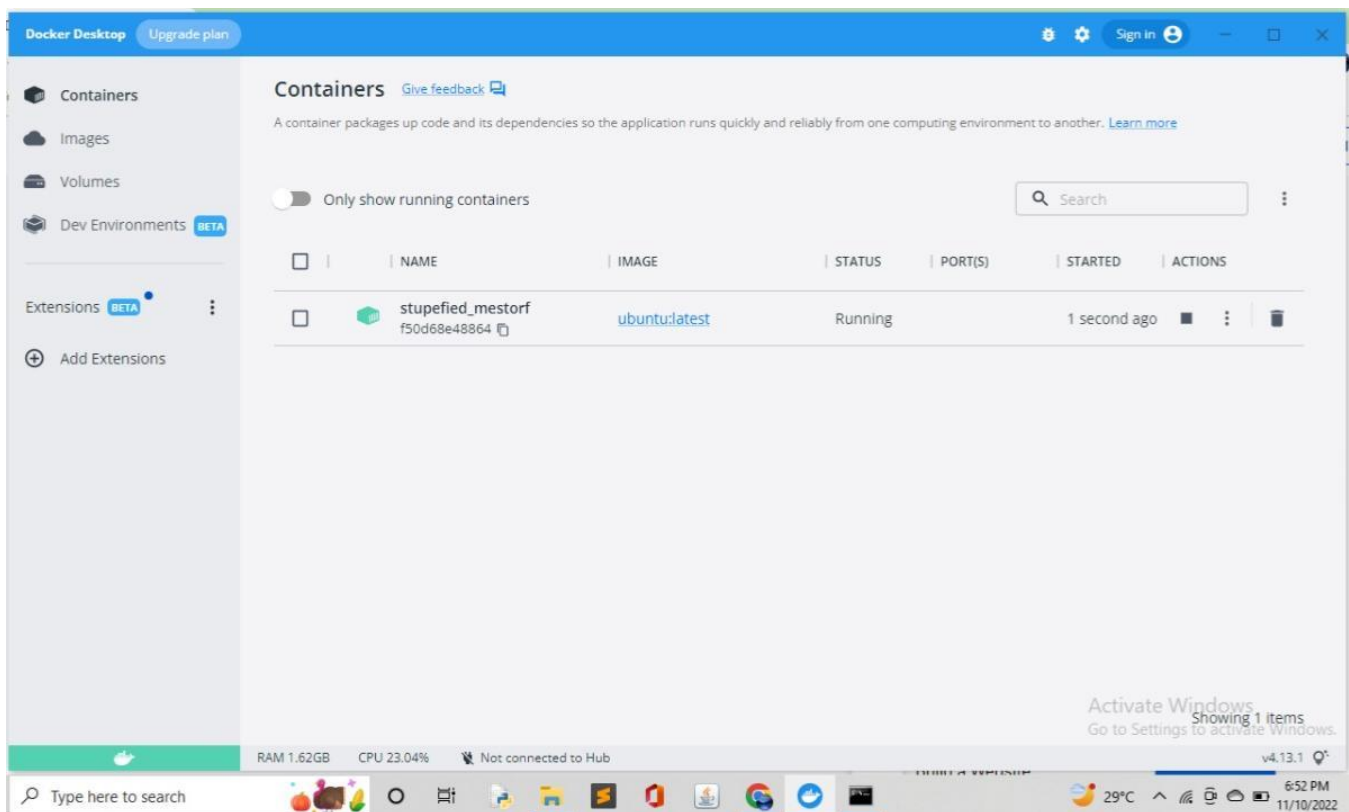 Docker Desktop Upgrade plan Sign in
Containers
Images
Volumes
Dev Environments BETA
Extensions BETA
Add Extensions
Containers Give feedback
A container packages up code and its dependencies so the application runs quickly and reliably from one computing environment to another. Learn more
Only show running containers Search
NAME IMAGE STATUS PORT(S) STARTED ACTIONS
stupefied_mestorf ubuntu:latest Running 1 second ago
f50d68e48864
Activate Windows
Showing 1 items
Go to Settings to activate Windows.
RAM 1.62GB CPU 23.04% Not connected to Hub v4.13.1
build a website
Type here to search 29°C 6:52 PM
11/10/2022